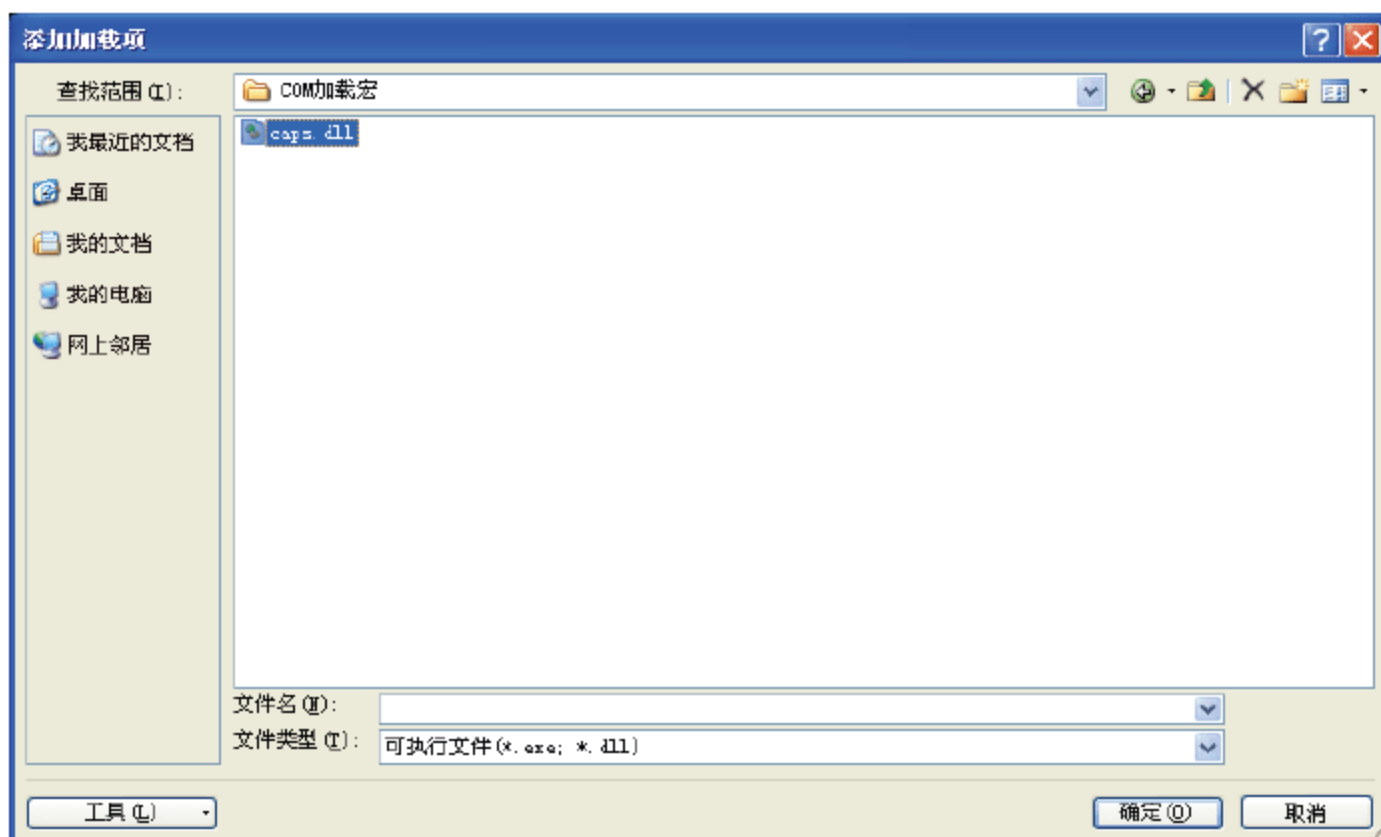 添加加载项
查找范围(I):
COM加载宏
我最近的文档
桌面
我的文档
我的电脑
网上邻居
caps.dll
文件名(N):
文件类型(T):
可执行文件(*.exe; *.dll)
工具(L)
确定(O)
取消